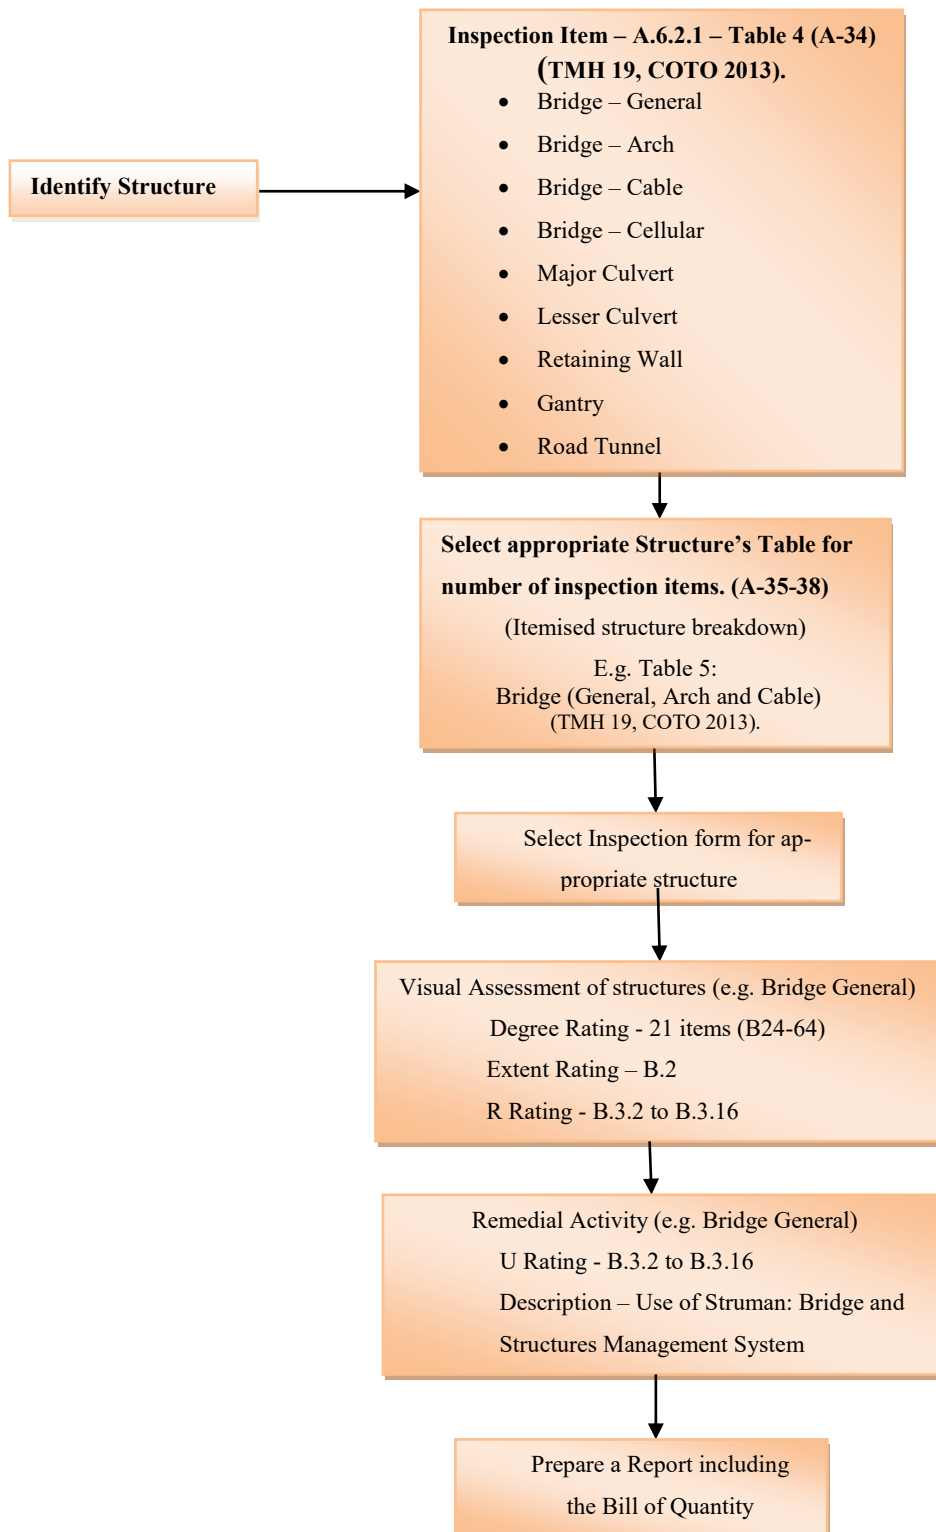 Identify Structure
Inspection Item – A.6.2.1 – Table 4 (A-34)
(TMH 19, COTO 2013).
• Bridge – General
• Bridge – Arch
• Bridge – Cable
• Bridge – Cellular
• Major Culvert
• Lesser Culvert
• Retaining Wall
• Gantry
• Road Tunnel
Select appropriate Structure’s Table for
number of inspection items. (A-35-38)
(Itemised structure breakdown)
E.g. Table 5:
Bridge (General, Arch and Cable)
(TMH 19, COTO 2013).
Select Inspection form for ap-
propriate structure
Visual Assessment of structures (e.g. Bridge General)
Degree Rating - 21 items (B24-64)
Extent Rating – B.2
R Rating - B.3.2 to B.3.16
Remedial Activity (e.g. Bridge General)
U Rating - B.3.2 to B.3.16
Description – Use of Struman: Bridge and
Structures Management System
Prepare a Report including
the Bill of Quantity